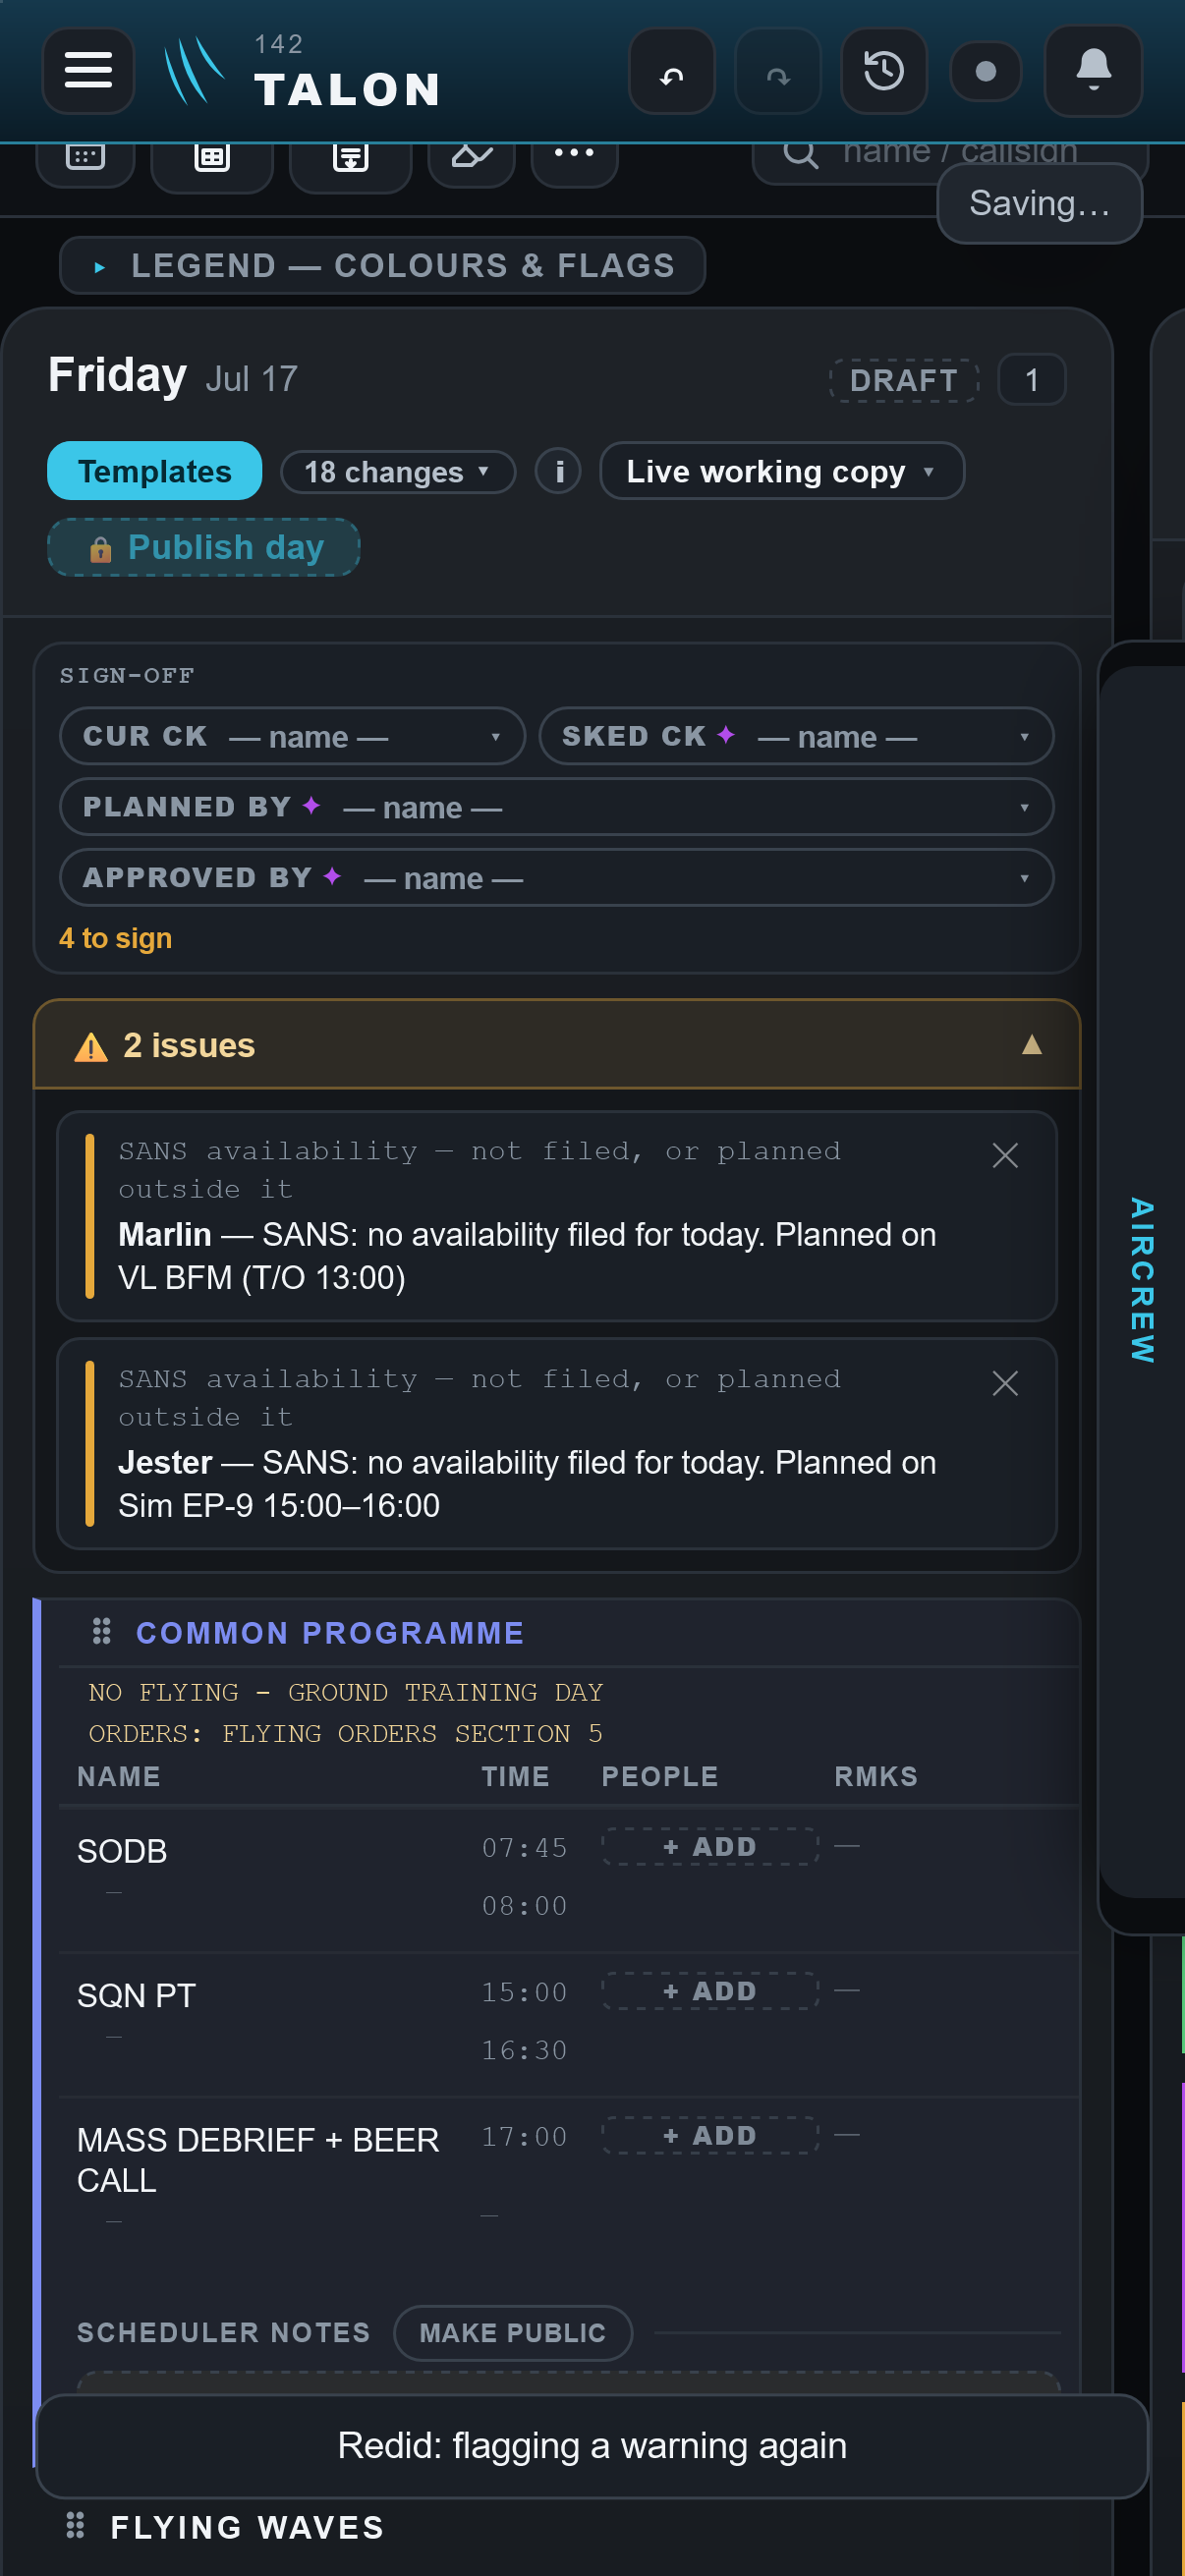 142
TALON
name / callsign
Saving...
LEGEND — COLOURS & FLAGS
Friday Jul 17
DRAFT 1
Templates 18 changes i Live working copy
Publish day
SIGN-OFF
CUR CK — name — SKED CK — name —
PLANNED BY — name —
APPROVED BY — name —
4 to sign
2 issues
SANS availability — not filed, or planned
outside it
Marlin — SANS: no availability filed for today. Planned on
VL BFM (T/O 13:00)
SANS availability — not filed, or planned
outside it
Jester — SANS: no availability filed for today. Planned on
Sim EP-9 15:00–16:00
AIRCREW
COMMON PROGRAMME
NO FLYING - GROUND TRAINING DAY
ORDERS: FLYING ORDERS SECTION 5
NAME TIME PEOPLE RMKS
SODB 07:45 + ADD —
— 08:00
SQN PT 15:00 + ADD —
— 16:30
MASS DEBRIEF + BEER 17:00 + ADD —
CALL
— —
SCHEDULER NOTES MAKE PUBLIC
Redid: flagging a warning again
FLYING WAVES